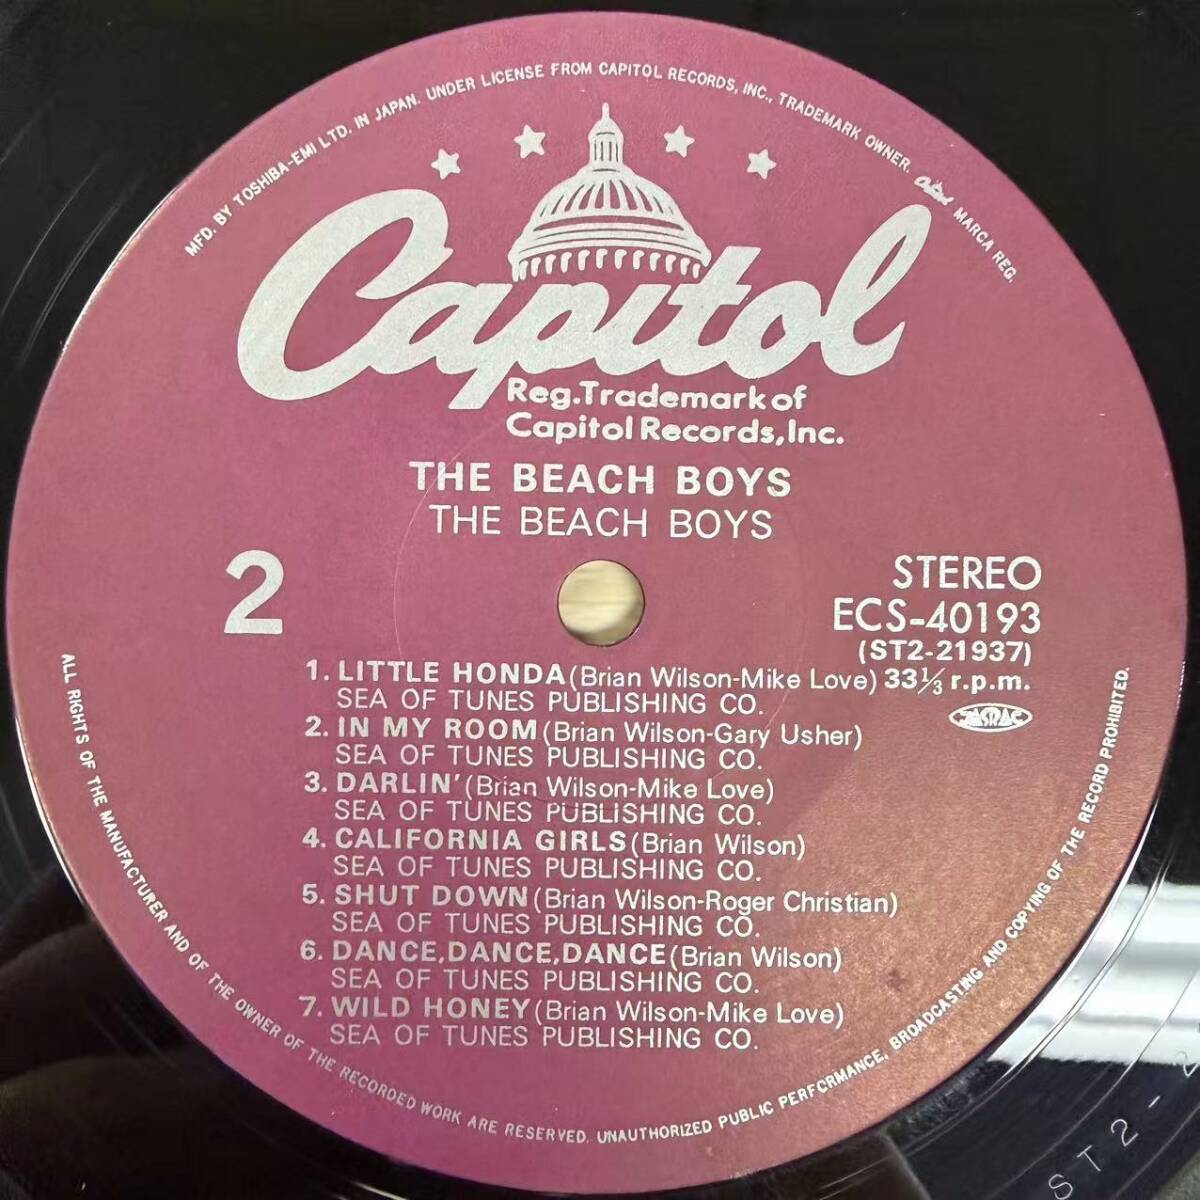 MFD. BY TOSHIBA-EMI LTD. IN JAPAN. UNDER LICENSE FROM CAPITOL RECORDS, INC., TRADEMARK OWNER. Capitol MARCA REG.
Capitol
Reg.Trademark of
Capitol Records,Inc.
THE BEACH BOYS
THE BEACH BOYS
2
STEREO
ECS-40193
(ST2-21937)
33⅓ r.p.m.
JASRAC
1. LITTLE HONDA (Brian Wilson-Mike Love)
SEA OF TUNES PUBLISHING CO.
2. IN MY ROOM (Brian Wilson-Gary Usher)
SEA OF TUNES PUBLISHING CO.
3. DARLIN' (Brian Wilson-Mike Love)
SEA OF TUNES PUBLISHING CO.
4. CALIFORNIA GIRLS (Brian Wilson)
SEA OF TUNES PUBLISHING CO.
5. SHUT DOWN (Brian Wilson-Roger Christian)
SEA OF TUNES PUBLISHING CO.
6. DANCE,DANCE,DANCE (Brian Wilson)
SEA OF TUNES PUBLISHING CO.
7. WILD HONEY (Brian Wilson-Mike Love)
SEA OF TUNES PUBLISHING CO.
ALL RIGHTS OF THE MANUFACTURER AND OF THE OWNER OF THE RECORDED WORK ARE RESERVED. UNAUTHORIZED PUBLIC PERFORMANCE, BROADCASTING AND COPYING OF THE RECORD PROHIBITED.
ST2-2